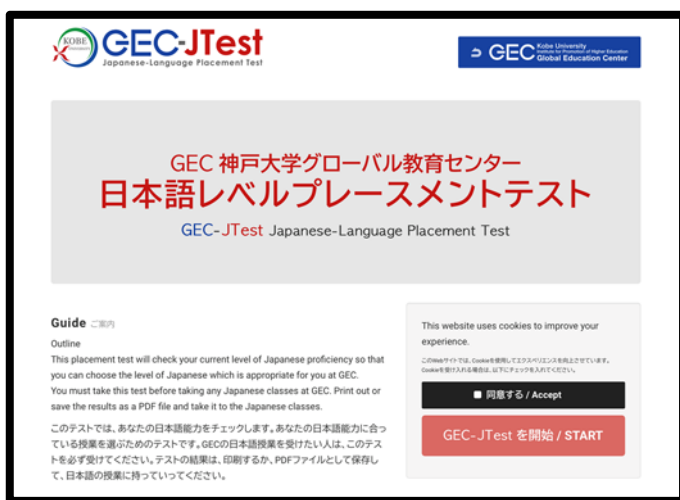 KOBE
University
GEC-JTest
Japanese-Language Placement Test
GEC Kobe University
Institute for Promotion of Higher Education
Global Education Center
GEC 神戸大学グローバル教育センター
日本語レベルプレースメントテスト
GEC-JTest Japanese-Language Placement Test
Guide ご案内
Outline
This placement test will check your current level of Japanese proficiency so that
you can choose the level of Japanese which is appropriate for you at GEC.
You must take this test before taking any Japanese classes at GEC. Print out or
save the results as a PDF file and take it to the Japanese classes.
このテストでは、あなたの日本語能力をチェックします。あなたの日本語能力に合っ
ている授業を選ぶためのテストです。GECの日本語授業を受けたい人は、このテス
トを必ず受けてください。テストの結果は、印刷するか、PDFファイルとして保存し
て、日本語の授業に持っていってください。
This website uses cookies to improve your
experience.
このWebサイトでは、Cookieを使用してエクスペリエンスを向上させています。
Cookieを受け入れる場合は、以下にチェックを入れてください。
同意する / Accept
GEC-JTest を開始 / START